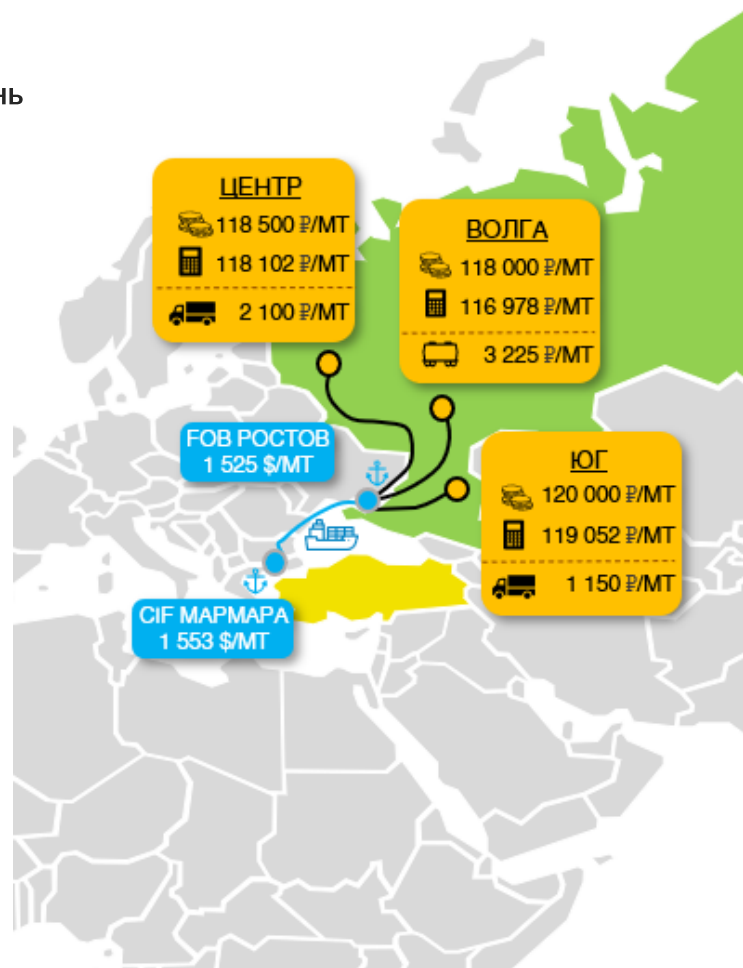 НЬ
ЦЕНТР
118 500 ₽/МТ
118 102 ₽/МТ
2 100 ₽/МТ
ВОЛГА
118 000 ₽/МТ
116 978 ₽/МТ
3 225 ₽/МТ
FOB РОСТОВ
1 525 $/МТ
ЮГ
120 000 ₽/МТ
119 052 ₽/МТ
1 150 ₽/МТ
CIF МАРМАРА
1 553 $/МТ